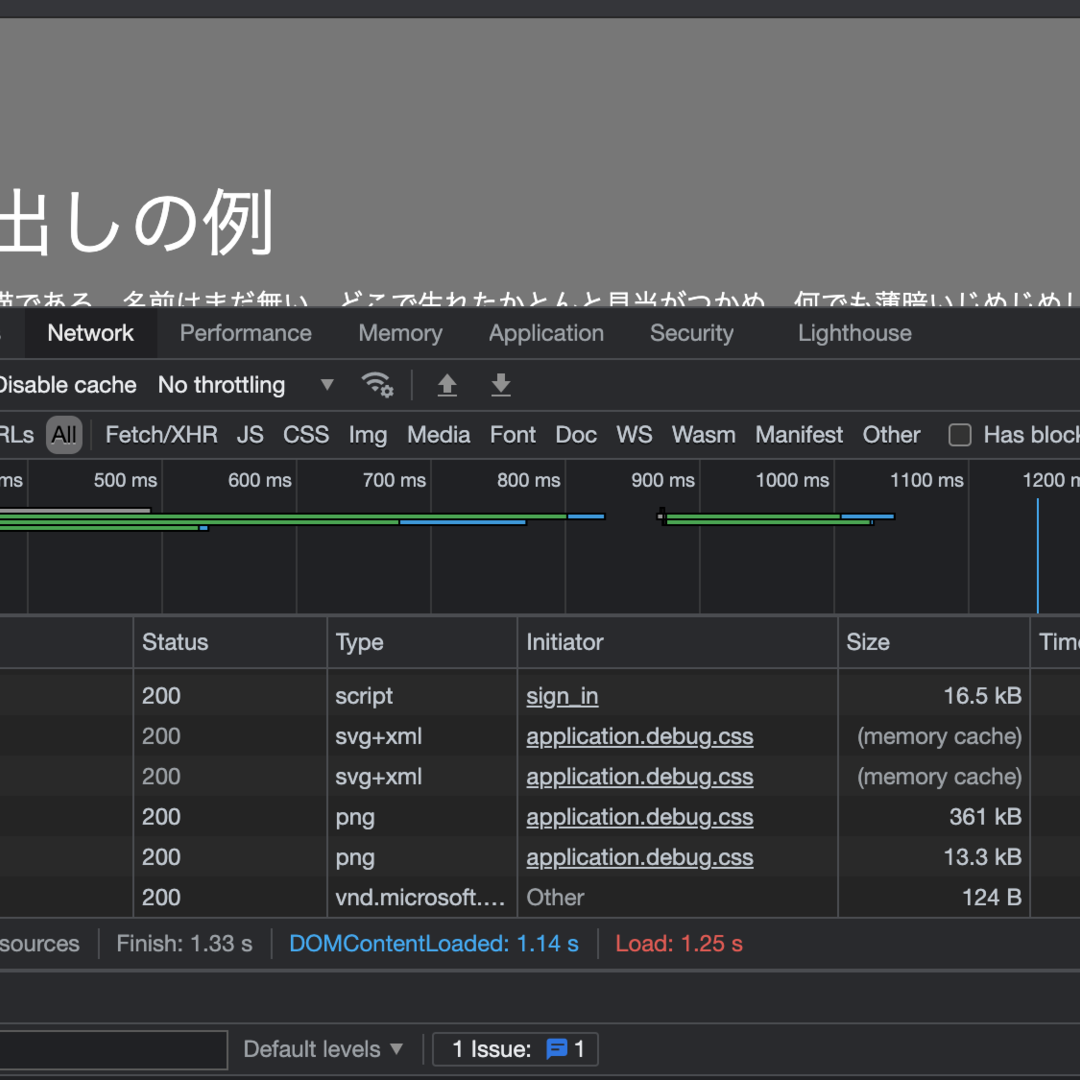 出しの例
猫である。名前はまだ無い。どこで生れたかとんと見当がつかぬ。何でも薄暗いじめじめし
Network Performance Memory Application Security Lighthouse
Disable cache No throttling
RLs All Fetch/XHR JS CSS Img Media Font Doc WS Wasm Manifest Other Has block
ms 500 ms 600 ms 700 ms 800 ms 900 ms 1000 ms 1100 ms 1200 m
Status Type Initiator Size Time
200 script sign_in 16.5 kB
200 svg+xml application.debug.css (memory cache)
200 svg+xml application.debug.css (memory cache)
200 png application.debug.css 361 kB
200 png application.debug.css 13.3 kB
200 vnd.microsoft.... Other 124 B
sources Finish: 1.33 s DOMContentLoaded: 1.14 s Load: 1.25 s
Default levels 1 Issue: 1